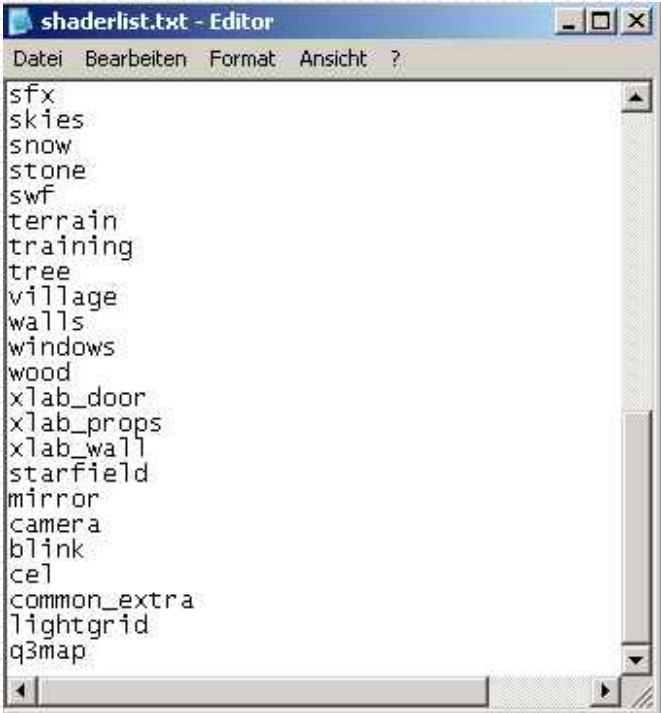 shaderlist.txt - Editor
Datei Bearbeiten Format Ansicht ?
sfx
skies
snow
stone
swf
terrain
training
tree
village
walls
windows
wood
xlab_door
xlab_props
xlab_wall
starfield
mirror
camera
blink
cel
common_extra
lightgrid
q3map